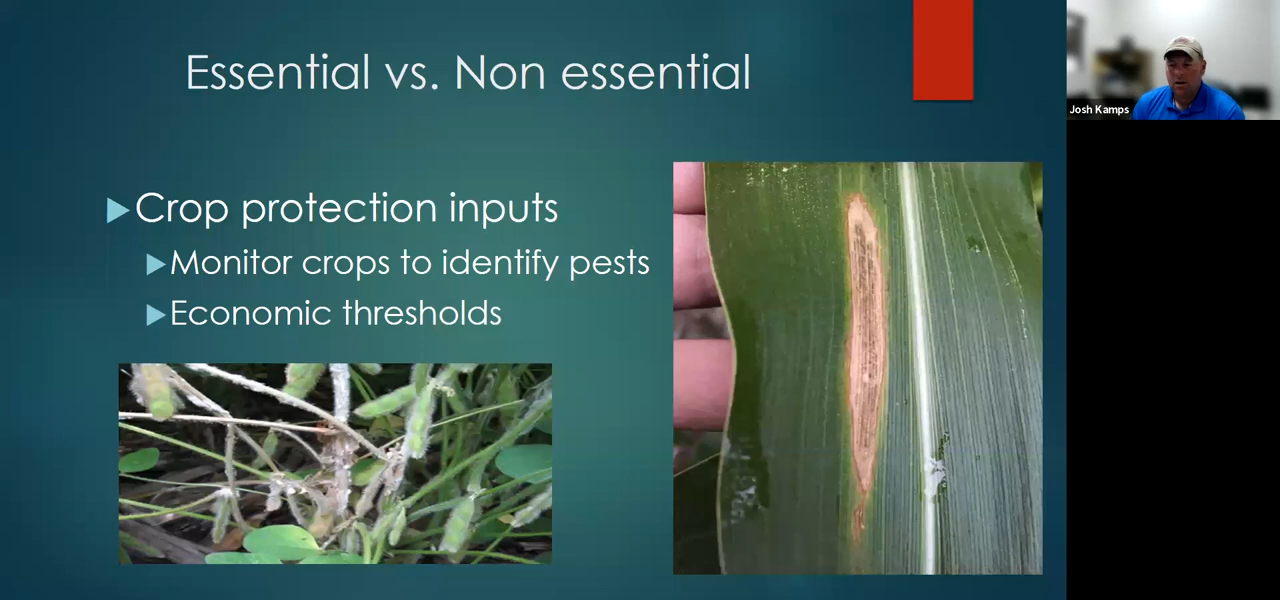 Essential vs. Non essential
Crop protection inputs
Monitor crops to identify pests
Economic thresholds
Josh Kamps